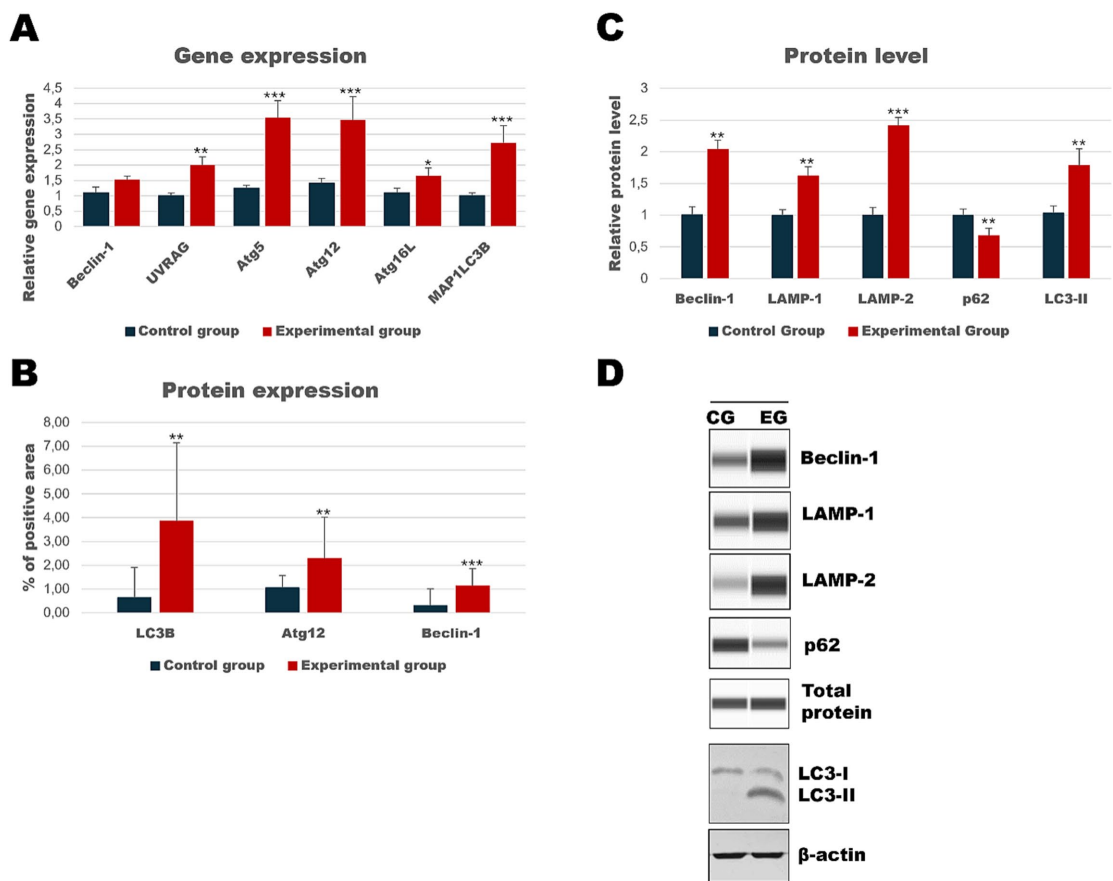 A
Gene expression
Relative gene expression
4,5
4
3,5
3
2,5
2
1,5
1
0,5
0
**
***
***
*
***
Beclin-1
UVRAG
Atg5
Atg12
Atg16L
MAP1LC3B
Control group
Experimental group
B
Protein expression
% of positive area
8,00
7,00
6,00
5,00
4,00
3,00
2,00
1,00
0,00
**
**
***
LC3B
Atg12
Beclin-1
Control group
Experimental group
C
Protein level
Relative protein level
3
2,5
2
1,5
1
0,5
0
**
**
***
**
**
Beclin-1
LAMP-1
LAMP-2
p62
LC3-II
Control Group
Experimental Group
D
CG EG
Beclin-1
LAMP-1
LAMP-2
p62
Total
protein
LC3-I
LC3-II
β-actin